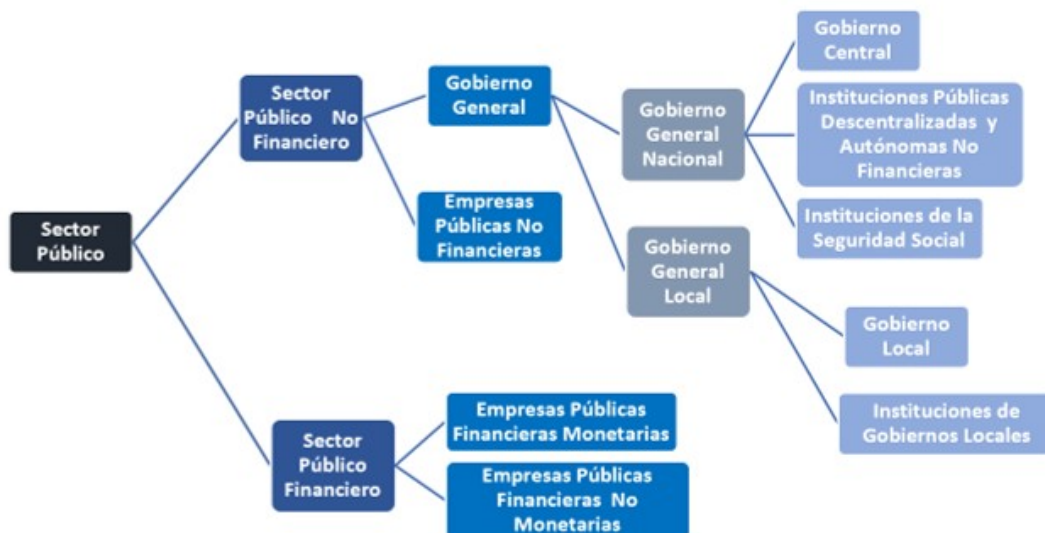 Sector
Público
Sector
Público No
Financiero
Gobierno
General
Empresas
Públicas No
Financieras
Gobierno
General
Nacional
Gobierno
General
Local
Gobierno
Central
Instituciones Públicas
Descentralizadas y
Autónomas No
Financieras
Instituciones de la
Seguridad Social
Gobierno
Local
Instituciones de
Gobiernos Locales
Sector
Público
Financiero
Empresas Públicas
Financieras Monetarias
Empresas Públicas
Financieras No
Monetarias